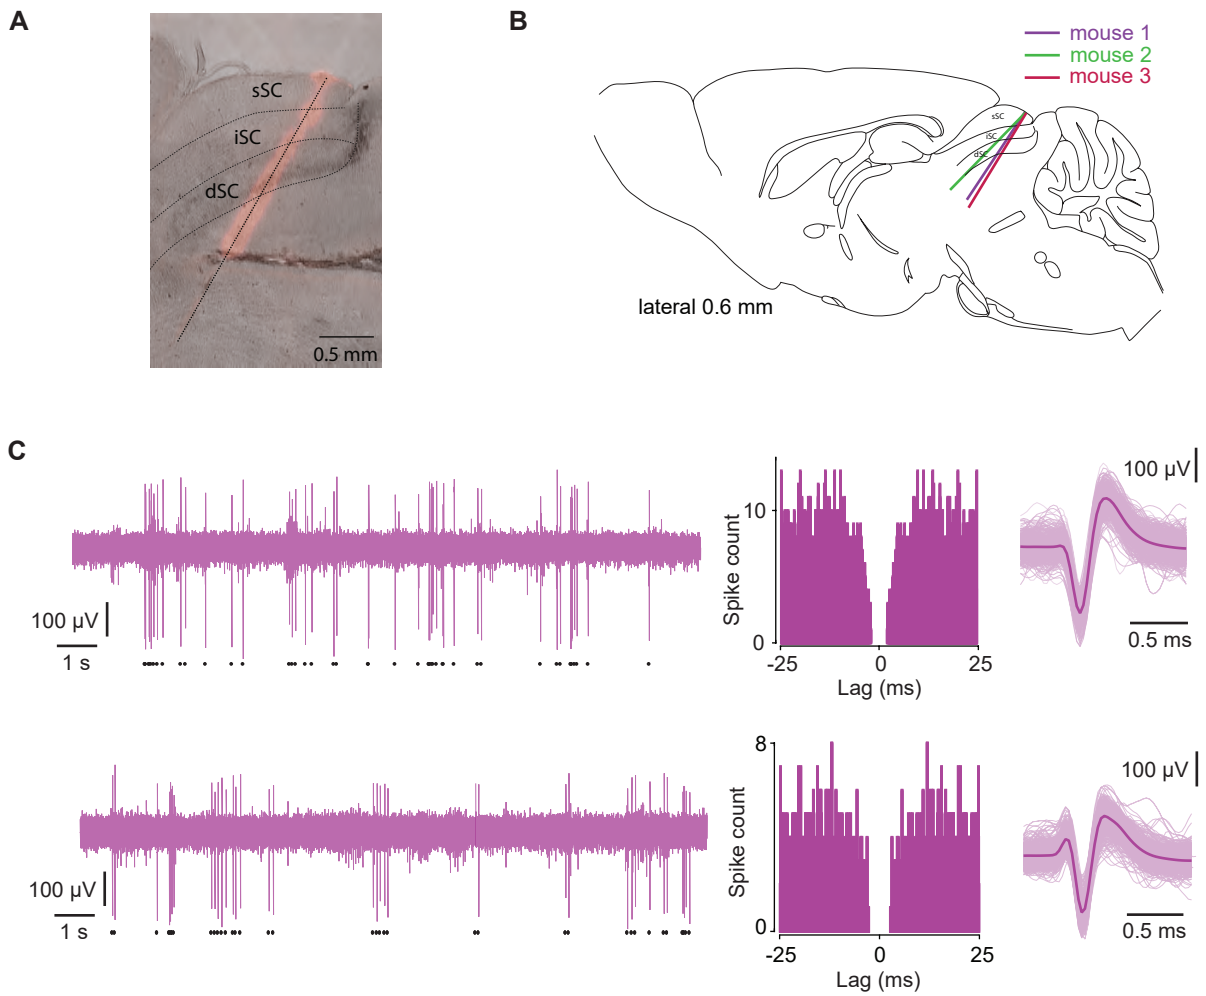 A
sSC
iSC
dSC
0.5 mm
B
mouse 1
mouse 2
mouse 3
sSC
iSC
dSC
lateral 0.6 mm
C
100 µV
1 s
Spike count
10
0
-25
0
25
Lag (ms)
100 µV
0.5 ms
100 µV
1 s
Spike count
8
0
-25
0
25
Lag (ms)
100 µV
0.5 ms